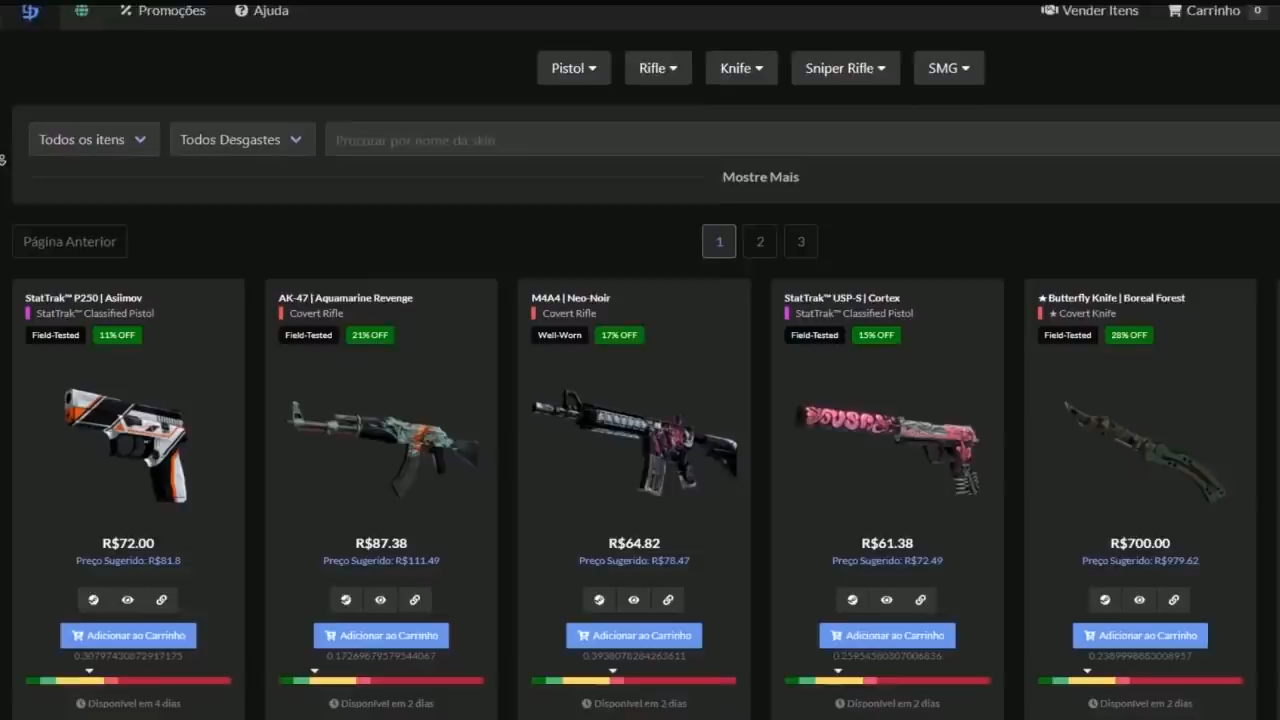 Promoções
Ajuda
Vender Itens
Carrinho 0
Pistol
Rifle
Knife
Sniper Rifle
SMG
Todos os itens
Todos Desgastes
Procurar por nome da skin
Mostre Mais
Página Anterior
1
2
3
StatTrak™ P250 | Asiimov
StatTrak™ Classified Pistol
Field-Tested 11% OFF
R$72.00
Preço Sugerido: R$81.8
Adicionar ao Carrinho
Disponível em 4 dias
AK-47 | Aquamarine Revenge
Covert Rifle
Field-Tested 21% OFF
R$87.38
Preço Sugerido: R$111.49
Adicionar ao Carrinho
Disponível em 2 dias
M4A4 | Neo-Noir
Covert Rifle
Well-Worn 17% OFF
R$64.82
Preço Sugerido: R$78.47
Adicionar ao Carrinho
Disponível em 2 dias
StatTrak™ USP-S | Cortex
StatTrak™ Classified Pistol
Field-Tested 15% OFF
R$61.38
Preço Sugerido: R$72.49
Adicionar ao Carrinho
Disponível em 2 dias
★ Butterfly Knife | Boreal Forest
★ Covert Knife
Field-Tested 28% OFF
R$700.00
Preço Sugerido: R$979.62
Adicionar ao Carrinho
Disponível em 2 dias